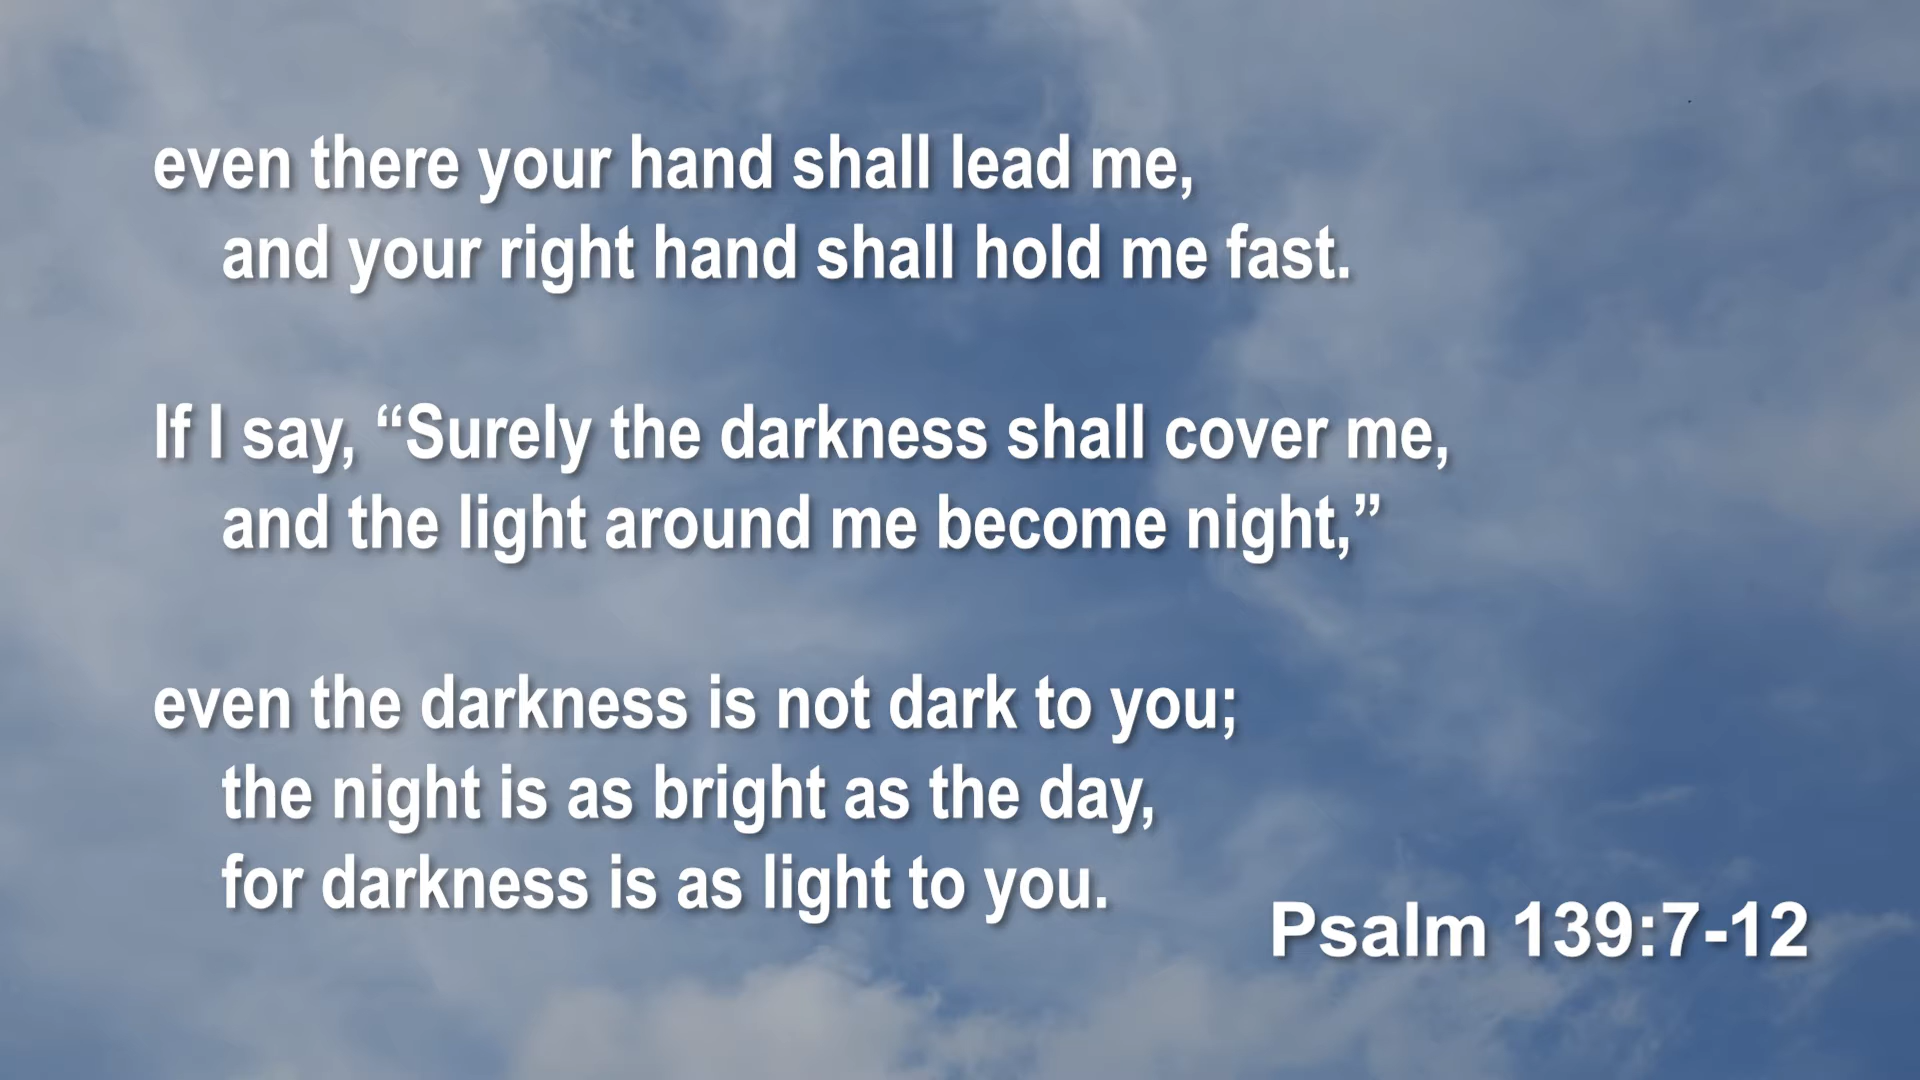 even there your hand shall lead me,
and your right hand shall hold me fast.
If I say, “Surely the darkness shall cover me,
and the light around me become night,”
even the darkness is not dark to you;
the night is as bright as the day,
for darkness is as light to you.
Psalm 139:7-12